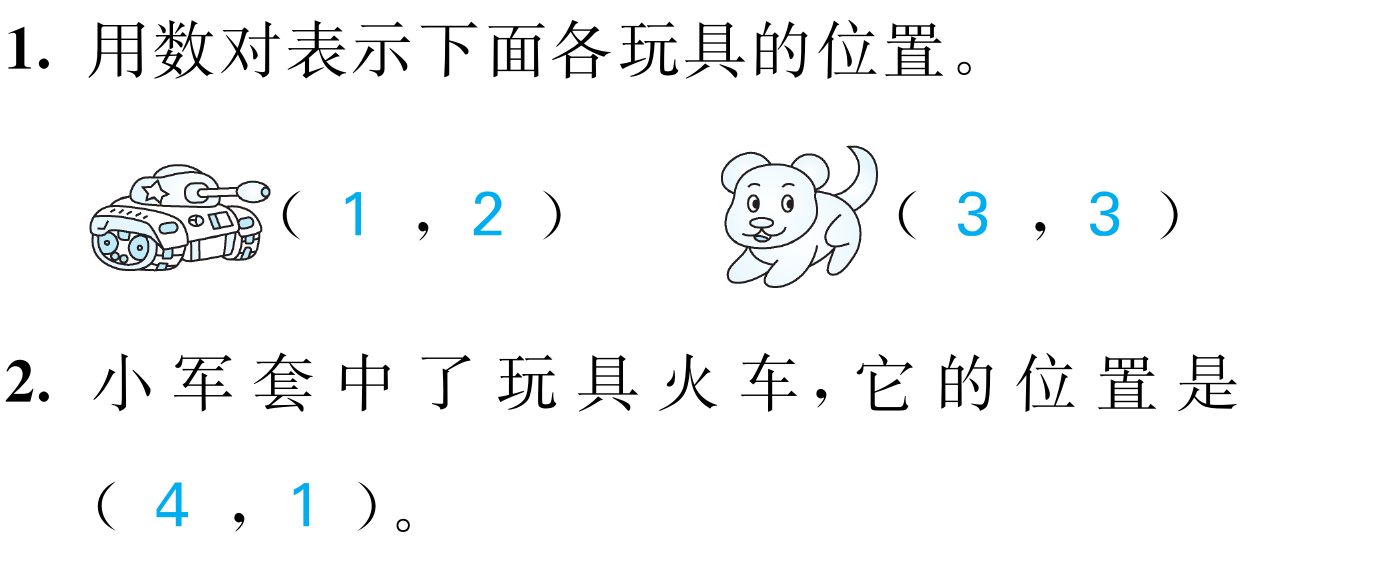 1. 用数对表示下面各玩具的位置。
( 1 , 2 ) ( 3 , 3 )
2. 小军套中了玩具火车,它的位置是
( 4 , 1 )。